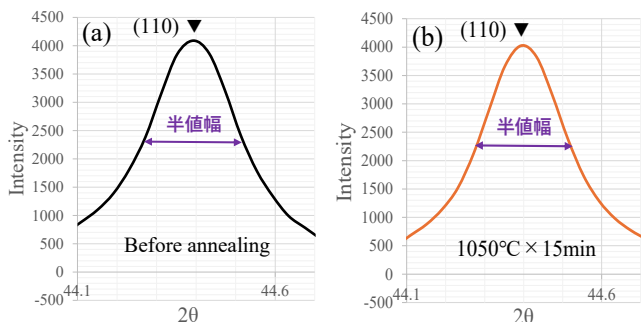 (a)
(110) ▼
4500
4000
3500
3000
2500
2000
1500
1000
500
0
-500
Intensity
半値幅
Before annealing
44.1
44.6
2θ
(b)
(110) ▼
4500
4000
3500
3000
2500
2000
1500
1000
500
0
-500
Intensity
半値幅
1050℃ × 15min
44.1
44.6
2θ